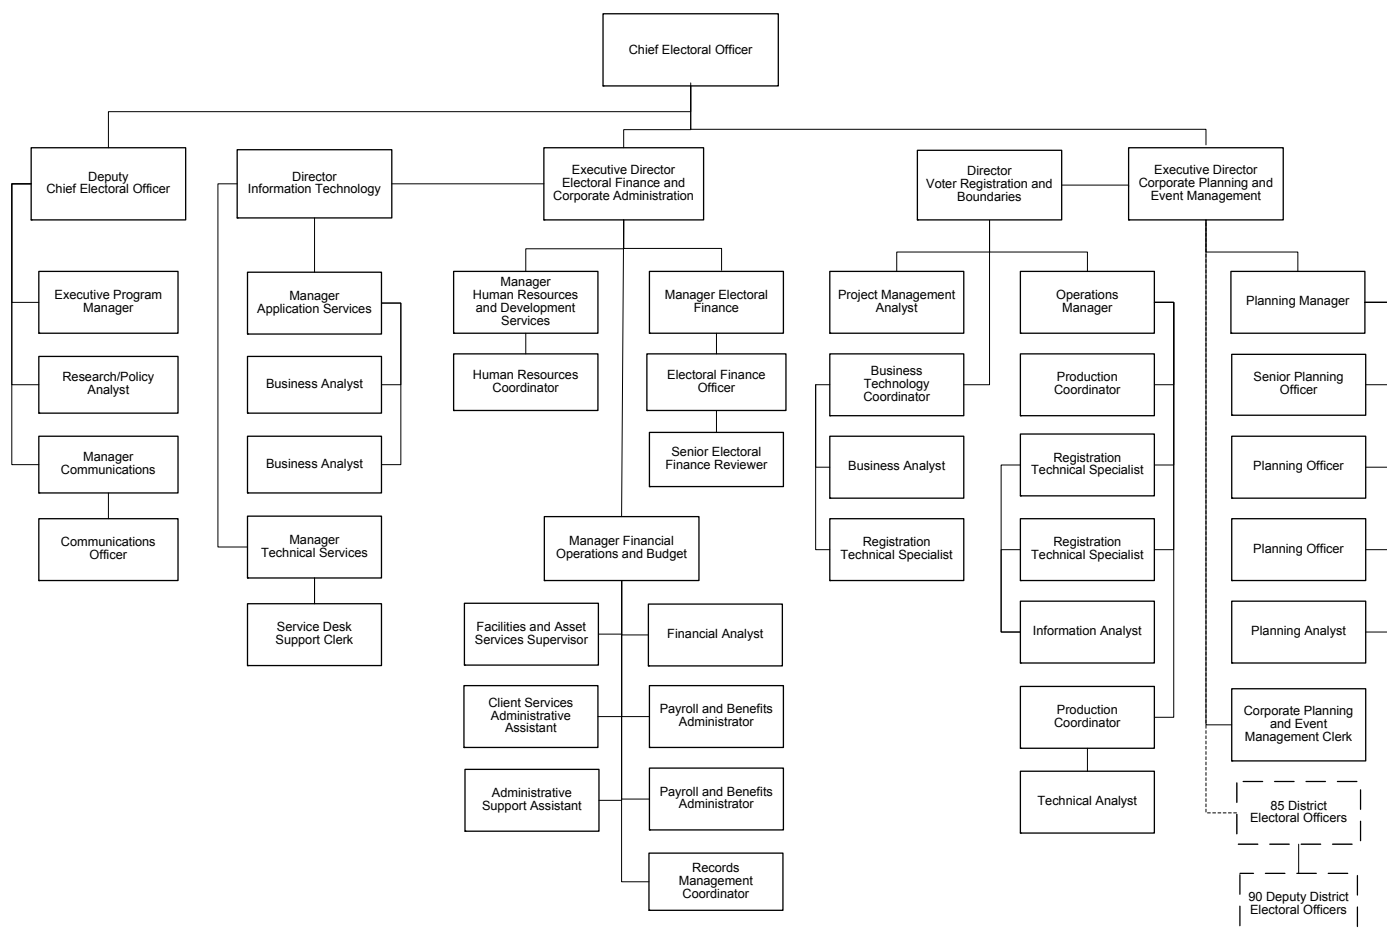 Chief Electoral Officer
Deputy
Chief Electoral Officer
Director
Information Technology
Executive Director
Electoral Finance and
Corporate Administration
Director
Voter Registration and
Boundaries
Executive Director
Corporate Planning and
Event Management
Executive Program
Manager
Research/Policy
Analyst
Manager
Communications
Communications
Officer
Manager
Application Services
Business Analyst
Business Analyst
Manager
Technical Services
Service Desk
Support Clerk
Manager
Human Resources
and Development
Services
Human Resources
Coordinator
Manager Electoral
Finance
Electoral Finance
Officer
Senior Electoral
Finance Reviewer
Manager Financial
Operations and Budget
Facilities and Asset
Services Supervisor
Client Services
Administrative
Assistant
Administrative
Support Assistant
Financial Analyst
Payroll and Benefits
Administrator
Payroll and Benefits
Administrator
Records
Management
Coordinator
Project Management
Analyst
Business
Technology
Coordinator
Business Analyst
Registration
Technical Specialist
Operations
Manager
Production
Coordinator
Registration
Technical Specialist
Registration
Technical Specialist
Information Analyst
Production
Coordinator
Technical Analyst
Planning Manager
Senior Planning
Officer
Planning Officer
Planning Officer
Planning Analyst
Corporate Planning
and Event
Management Clerk
85 District
Electoral Officers
90 Deputy District
Electoral Officers